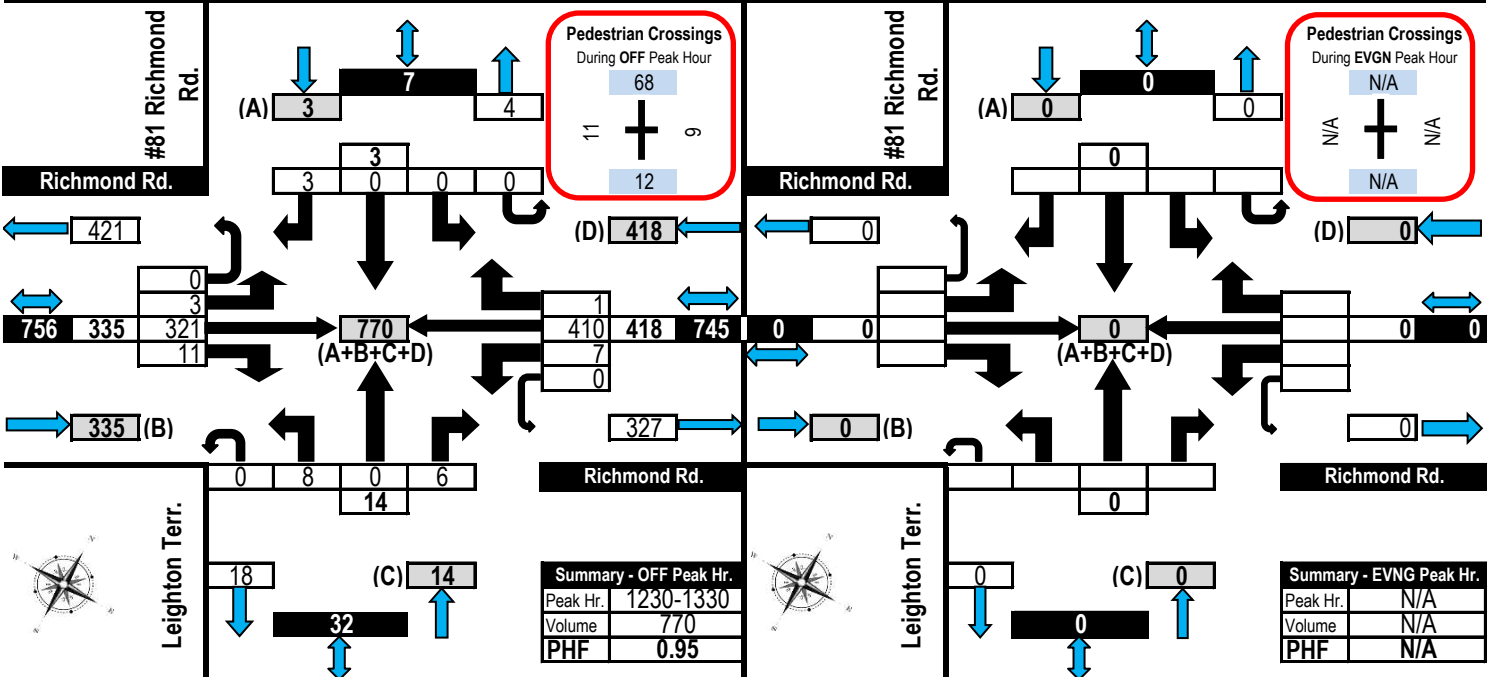 #81 Richmond Rd.
Pedestrian Crossings
During OFF Peak Hour
68
11
9
12
7
(A) 3
4
3
3 0 0 0
Richmond Rd.
421
(D) 418
0
3
756 335 321
11
770
(A+B+C+D)
1
410 418 745
7
0
335 (B)
327
0 8 0 6
14
Richmond Rd.
Leighton Terr.
18
(C) 14
32
Summary - OFF Peak Hr.
Peak Hr. 1230-1330
Volume 770
PHF 0.95
#81 Richmond Rd.
Pedestrian Crossings
During EVGN Peak Hour
N/A
N/A
N/A
N/A
0
(A) 0
0
0
Richmond Rd.
0
(D) 0
0 0
0
(A+B+C+D)
0 0
0 (B)
0
0
Richmond Rd.
Leighton Terr.
0
(C) 0
0
Summary - EVNG Peak Hr.
Peak Hr. N/A
Volume N/A
PHF N/A